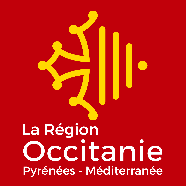 La Région
Occitanie
Pyrénées - Méditerranée